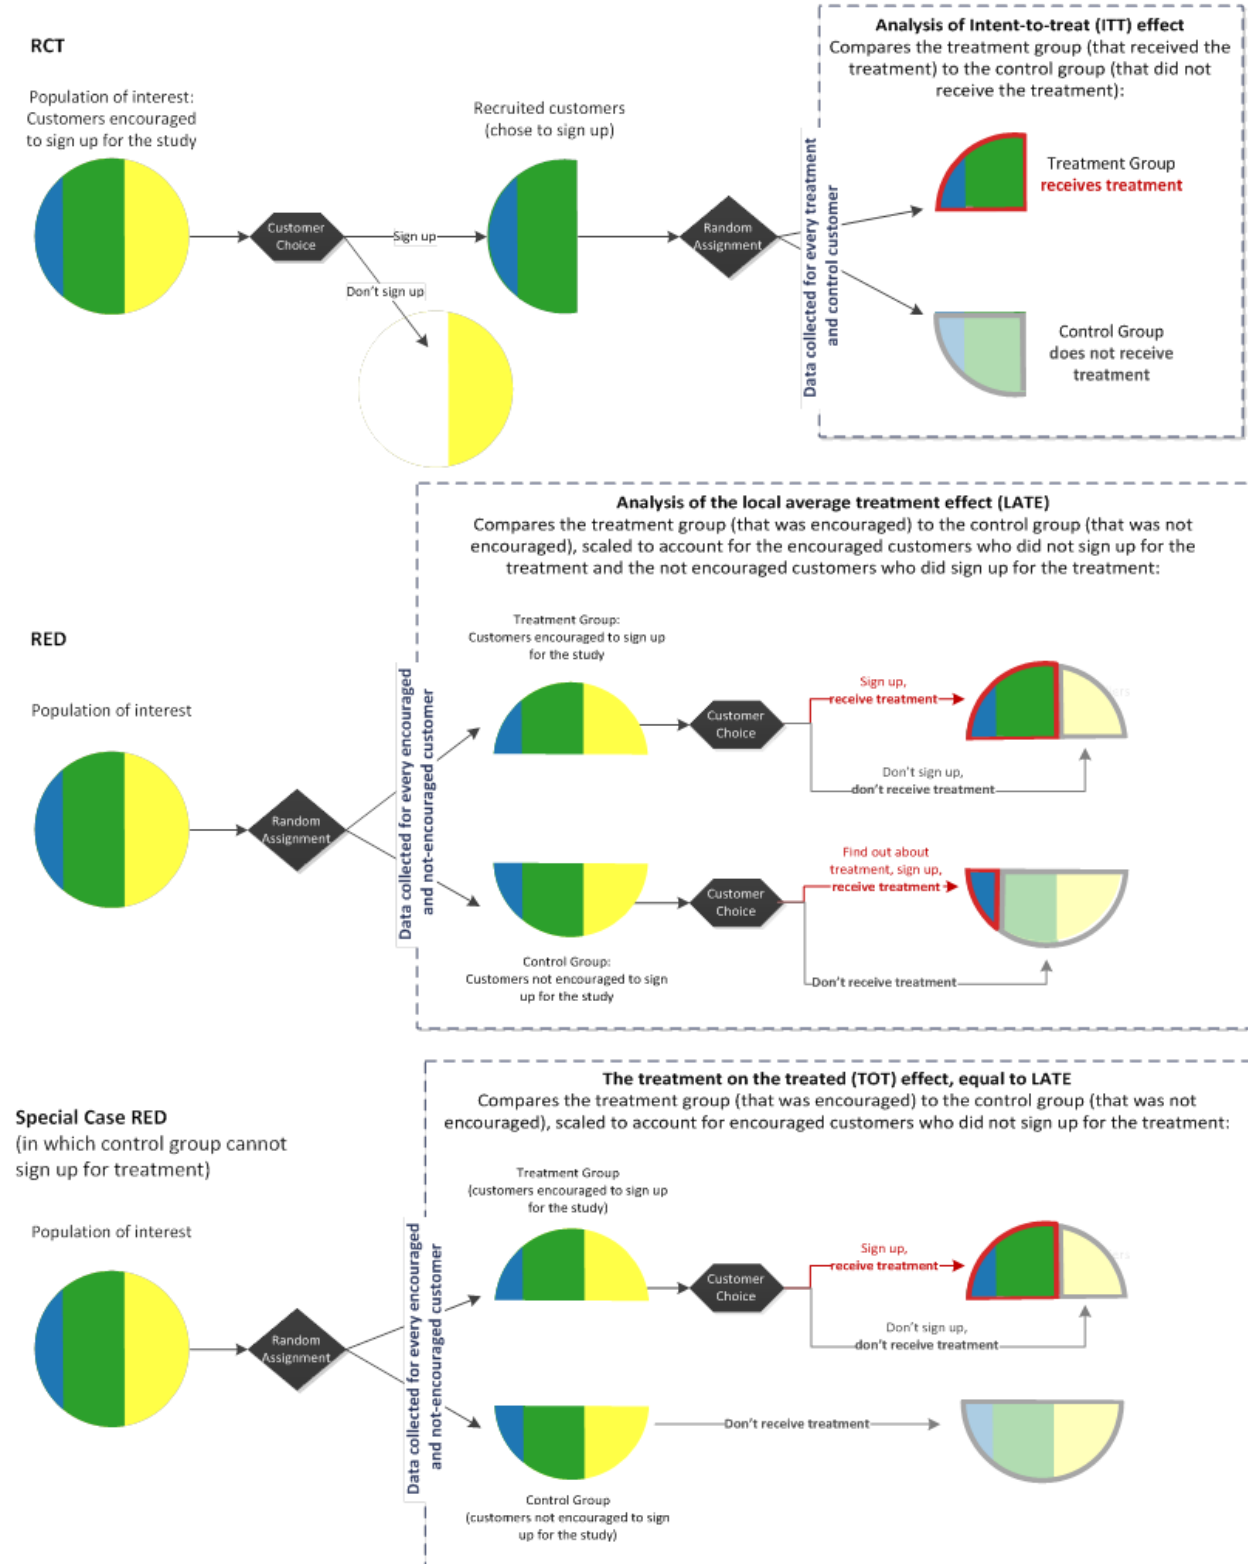 RCT
Population of interest:
Customers encouraged
to sign up for the study
Customer
Choice
Sign up
Don't sign up
Recruited customers
(chose to sign up)
Random
Assignment
Data collected for every treatment
and control customer
Analysis of Intent-to-treat (ITT) effect
Compares the treatment group (that received the
treatment) to the control group (that did not
receive the treatment):
Treatment Group
receives treatment
Control Group
does not receive
treatment
RED
Population of interest
Random
Assignment
Data collected for every encouraged
and not-encouraged customer
Analysis of the local average treatment effect (LATE)
Compares the treatment group (that was encouraged) to the control group (that was not
encouraged), scaled to account for the encouraged customers who did not sign up for the
treatment and the not encouraged customers who did sign up for the treatment:
Treatment Group:
Customers encouraged to sign up
for the study
Customer
Choice
Sign up,
receive treatment
Don't sign up,
don't receive treatment
Control Group:
Customers not encouraged to sign
up for the study
Customer
Choice
Find out about
treatment, sign up,
receive treatment
Don't receive treatment
Special Case RED
(in which control group cannot
sign up for treatment)
Population of interest
Random
Assignment
Data collected for every encouraged
and not-encouraged customer
The treatment on the treated (TOT) effect, equal to LATE
Compares the treatment group (that was encouraged) to the control group (that was not
encouraged), scaled to account for encouraged customers who did not sign up for the treatment:
Treatment Group
(customers encouraged to sign up
for the study)
Customer
Choice
Sign up,
receive treatment
Don't sign up,
don't receive treatment
Control Group
(customers not encouraged to sign
up for the study)
Don't receive treatment